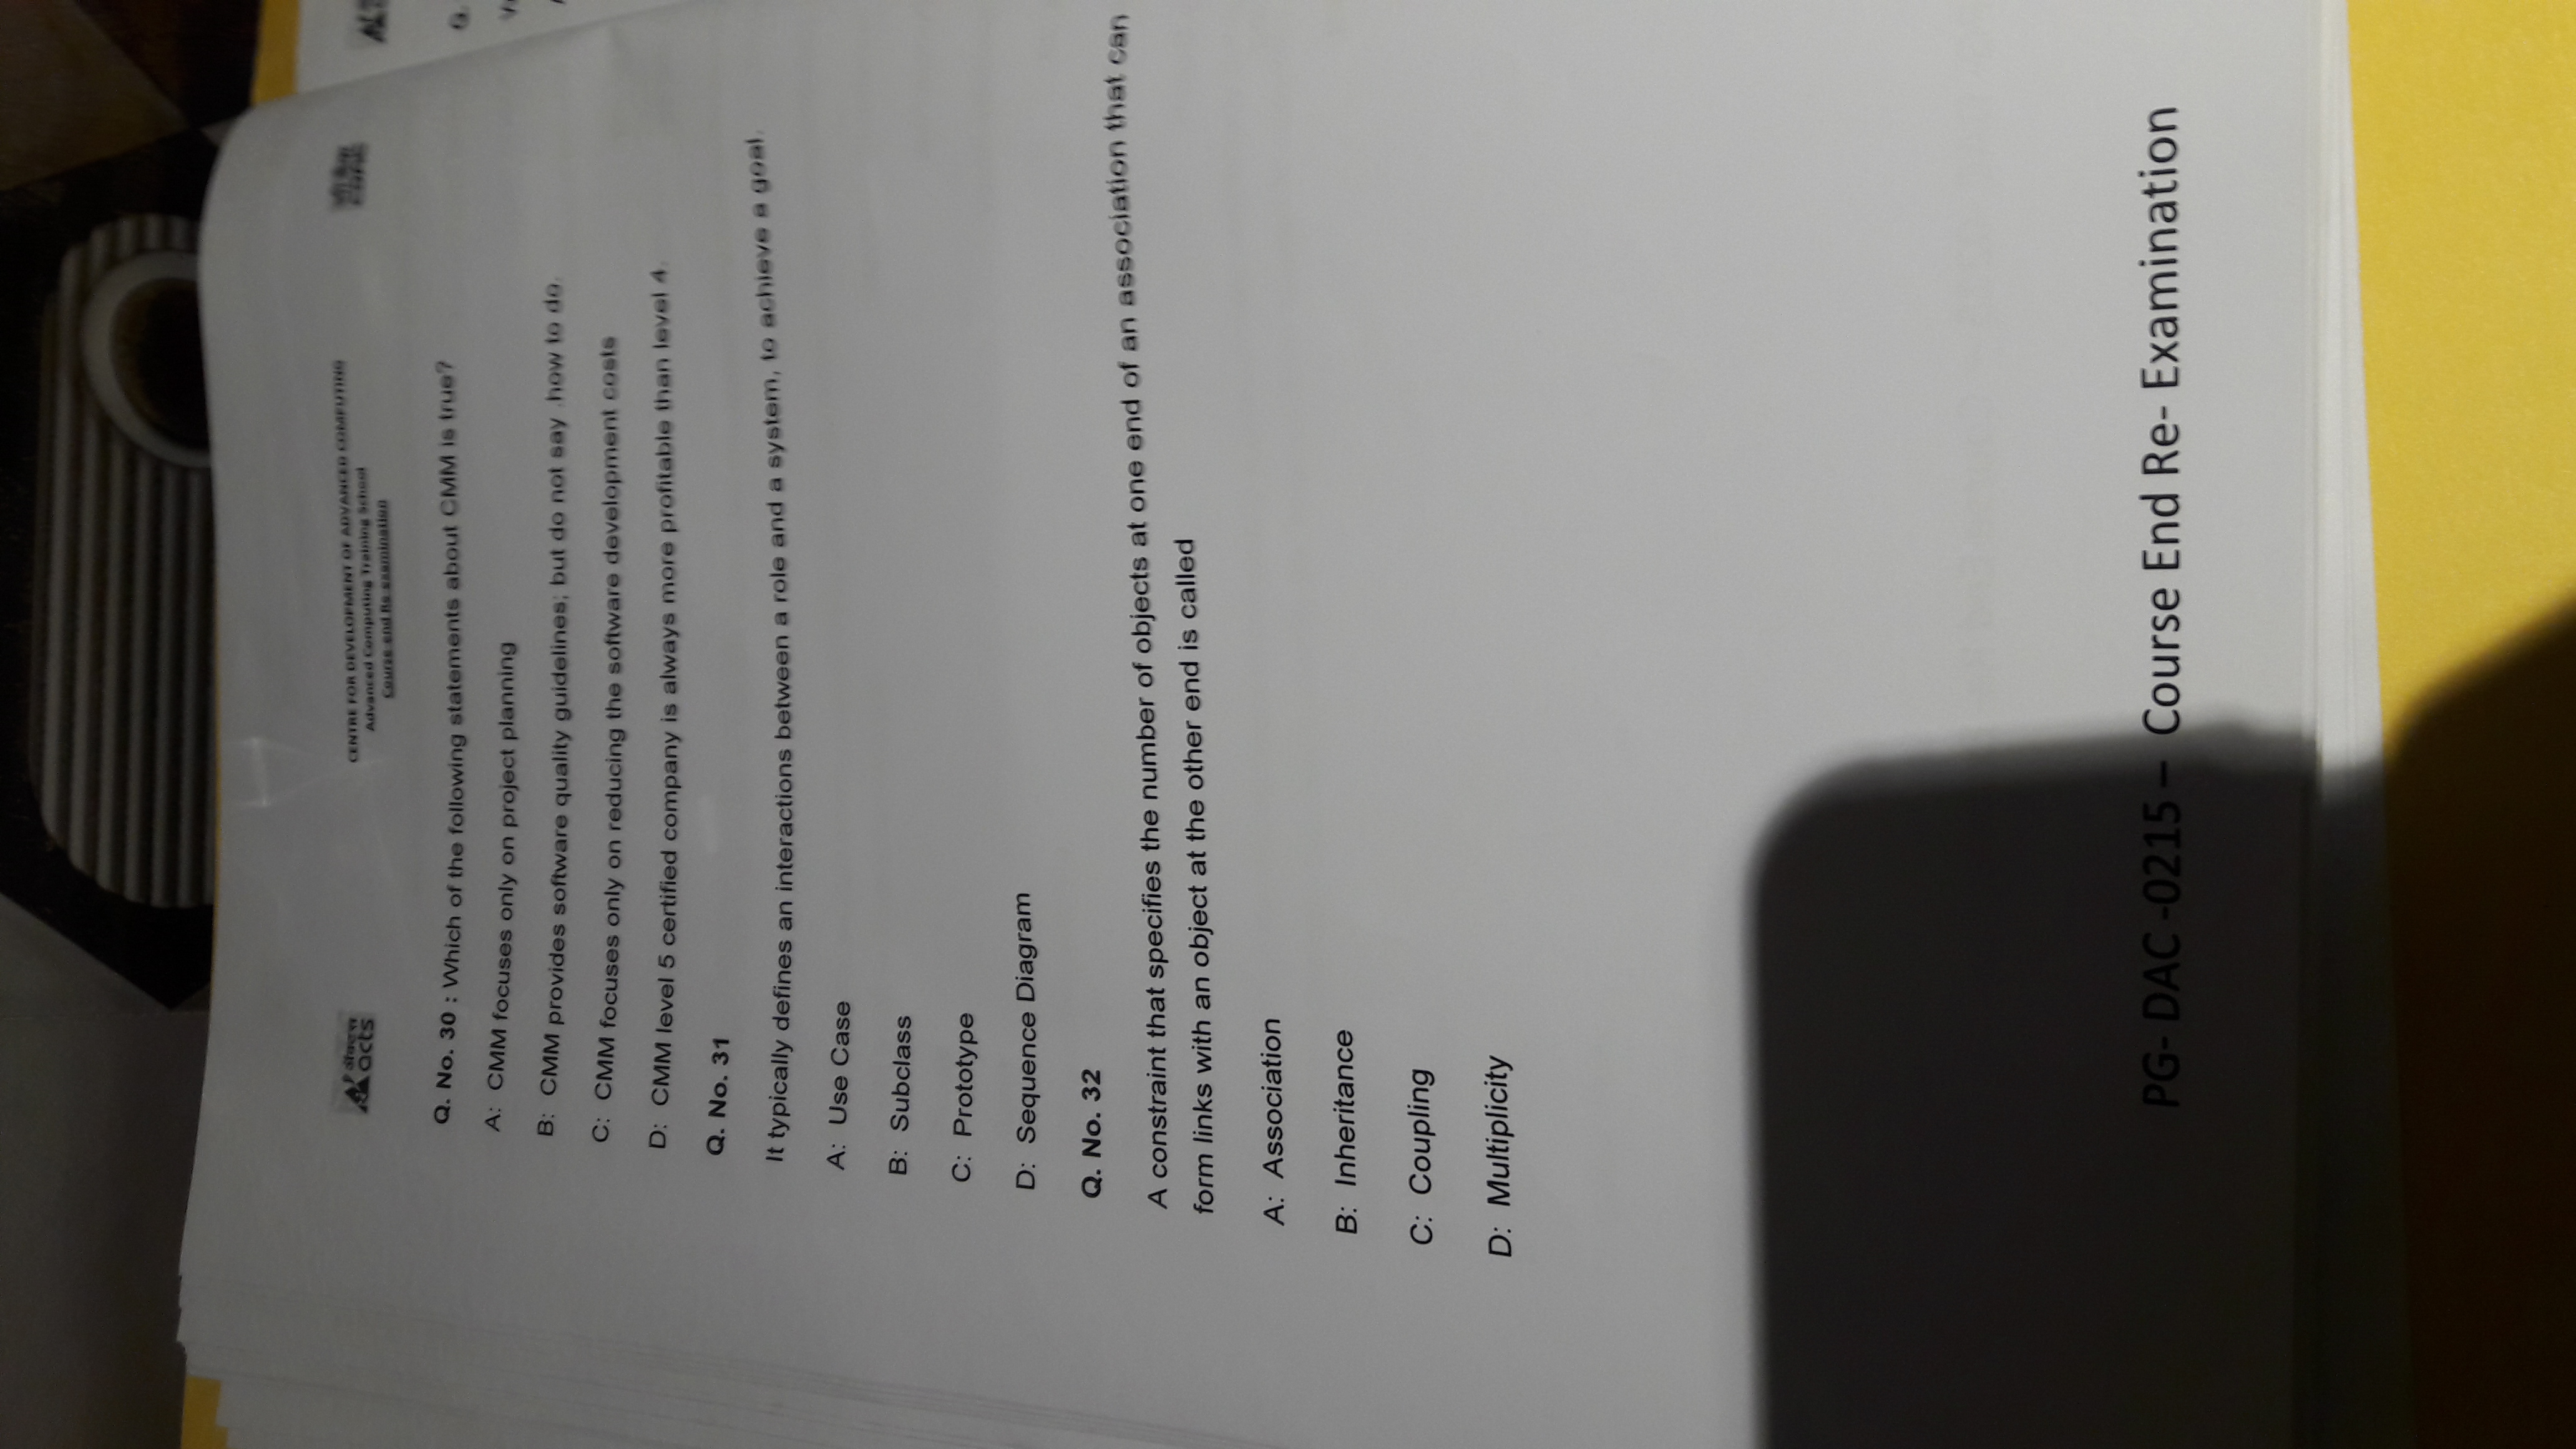 acts
CENTRE FOR DEVELOPMENT OF ADVANCED COMPUTING
Advanced Computing Training School
Course end Re-examination
Q. No. 30 : Which of the following statements about CMM is true?
A: CMM focuses only on project planning
B: CMM provides software quality guidelines; but do not say how to do.
C: CMM focuses only on reducing the software development costs
D: CMM level 5 certified company is always more profitable than level 4.
Q. No. 31
It typically defines an interactions between a role and a system, to achieve a goal.
A: Use Case
B: Subclass
C: Prototype
D: Sequence Diagram
Q. No. 32
A constraint that specifies the number of objects at one end of an association that can
form links with an object at the other end is called
A: Association
B: Inheritance
C: Coupling
D: Multiplicity
PG- DAC -0215 – Course End Re- Examination